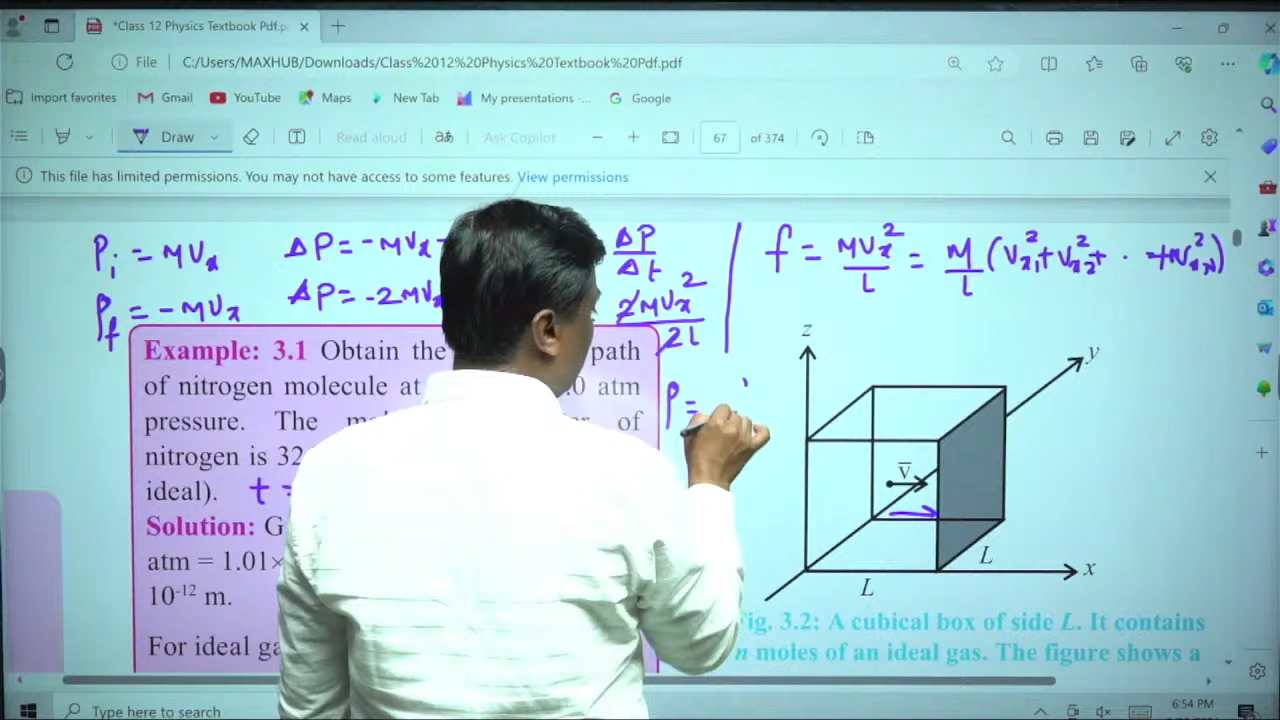 *Class 12 Physics Textbook Pdf.p
File C:/Users/MAXHUB/Downloads/Class%2012%20Physics%20Textbook%20Pdf.pdf
Import favorites Gmail YouTube Maps New Tab My presentations -... Google
Draw Read aloud Ask Copilot 67 of 374
This file has limited permissions. You may not have access to some features. View permissions
Pi = -MVx ΔP = -MVx- ΔP/Δt f = MVx²/L = M/L (Vx1²+Vx2²+ . +Vx,N²)
Pf = -MVx ΔP = -2MVx 2MVx²/2L
Example: 3.1 Obtain the path
of nitrogen molecule at .0 atm
pressure. The of
nitrogen is 32
ideal). t =
Solution: G
atm = 1.01×
10⁻¹² m.
For ideal ga
P =
z
y
v̄
L
L
x
Fig. 3.2: A cubical box of side L. It contains
n moles of an ideal gas. The figure shows a
Type here to search
6:54 PM